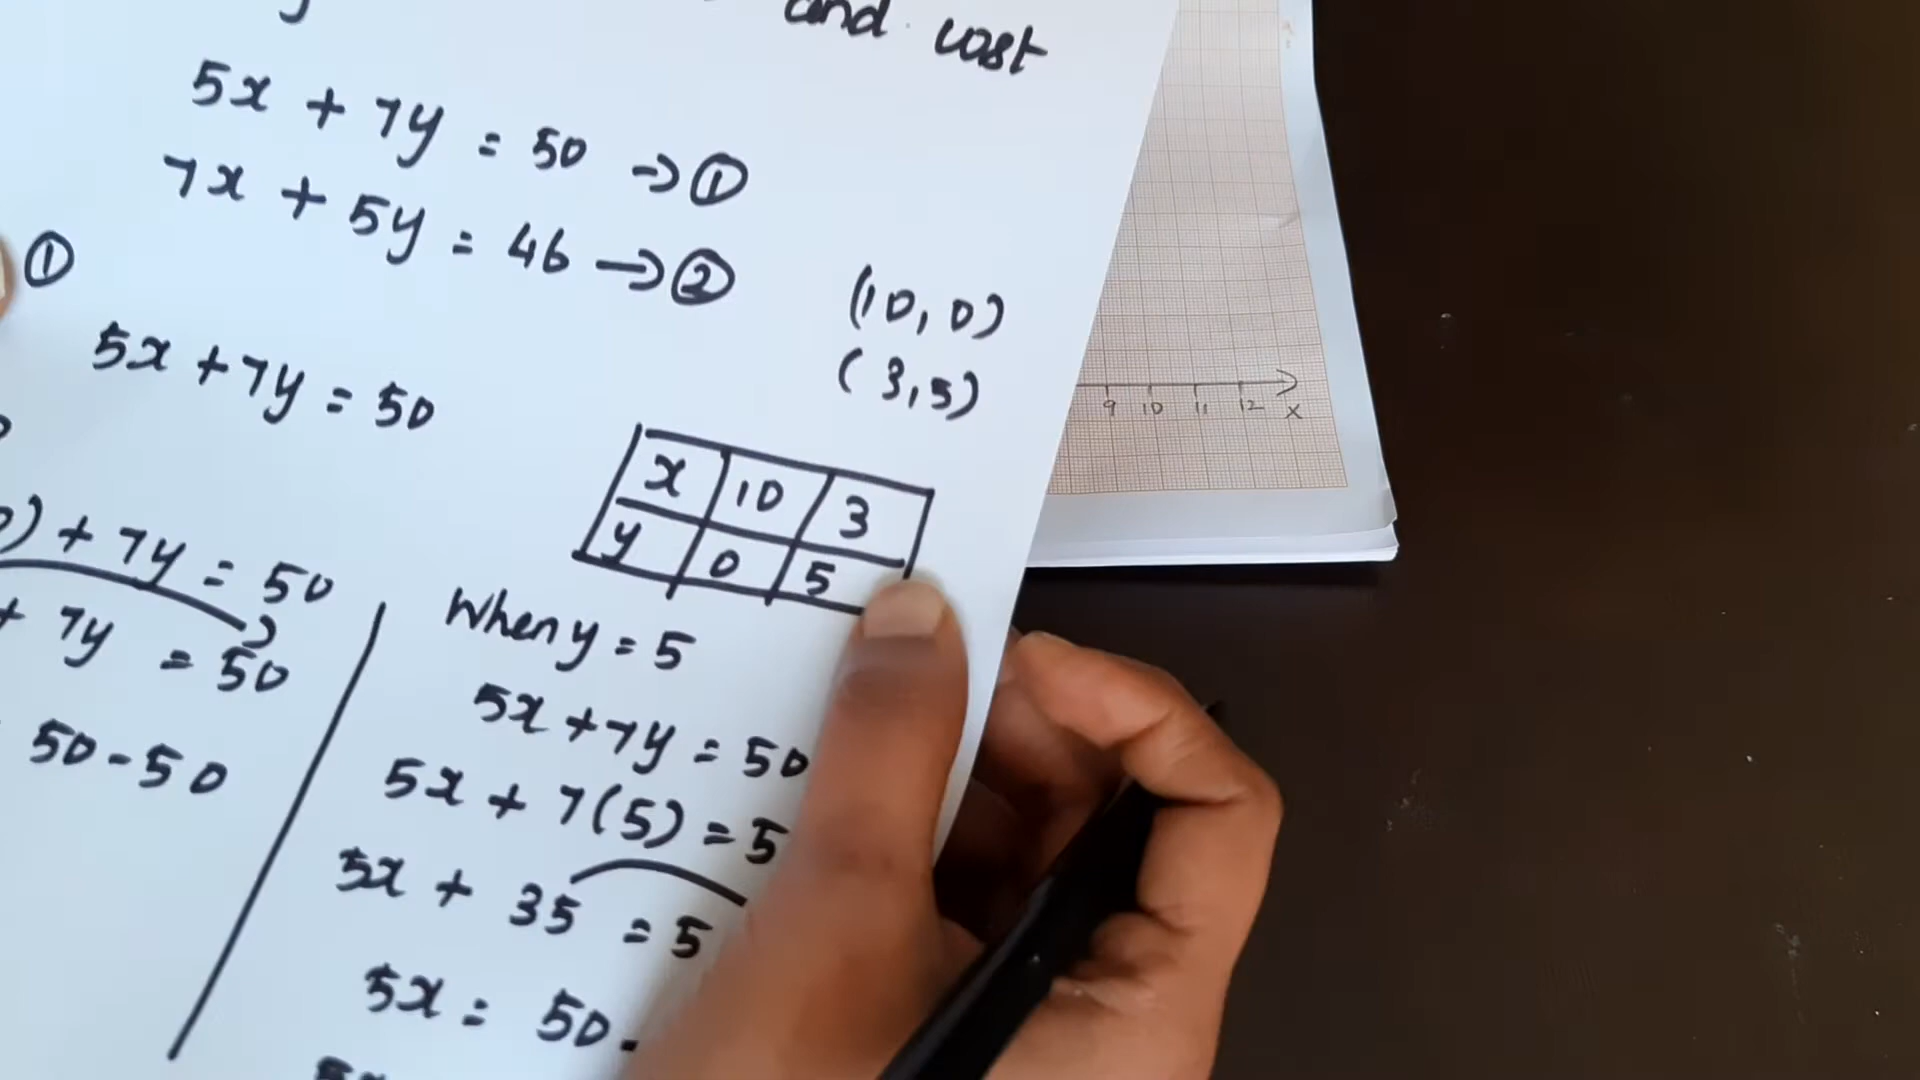 and cost
5x + 7y = 50 → ①
7x + 5y = 46 → ②
①
(10, 0)
(3, 5)
5x + 7y = 50
x 10 3
y 0 5
) + 7y = 50
+ 7y = 50
50 - 50
When y = 5
5x + 7y = 50
5x + 7(5) = 5
5x + 35 = 5
5x = 50 -
9 10 11 12 X